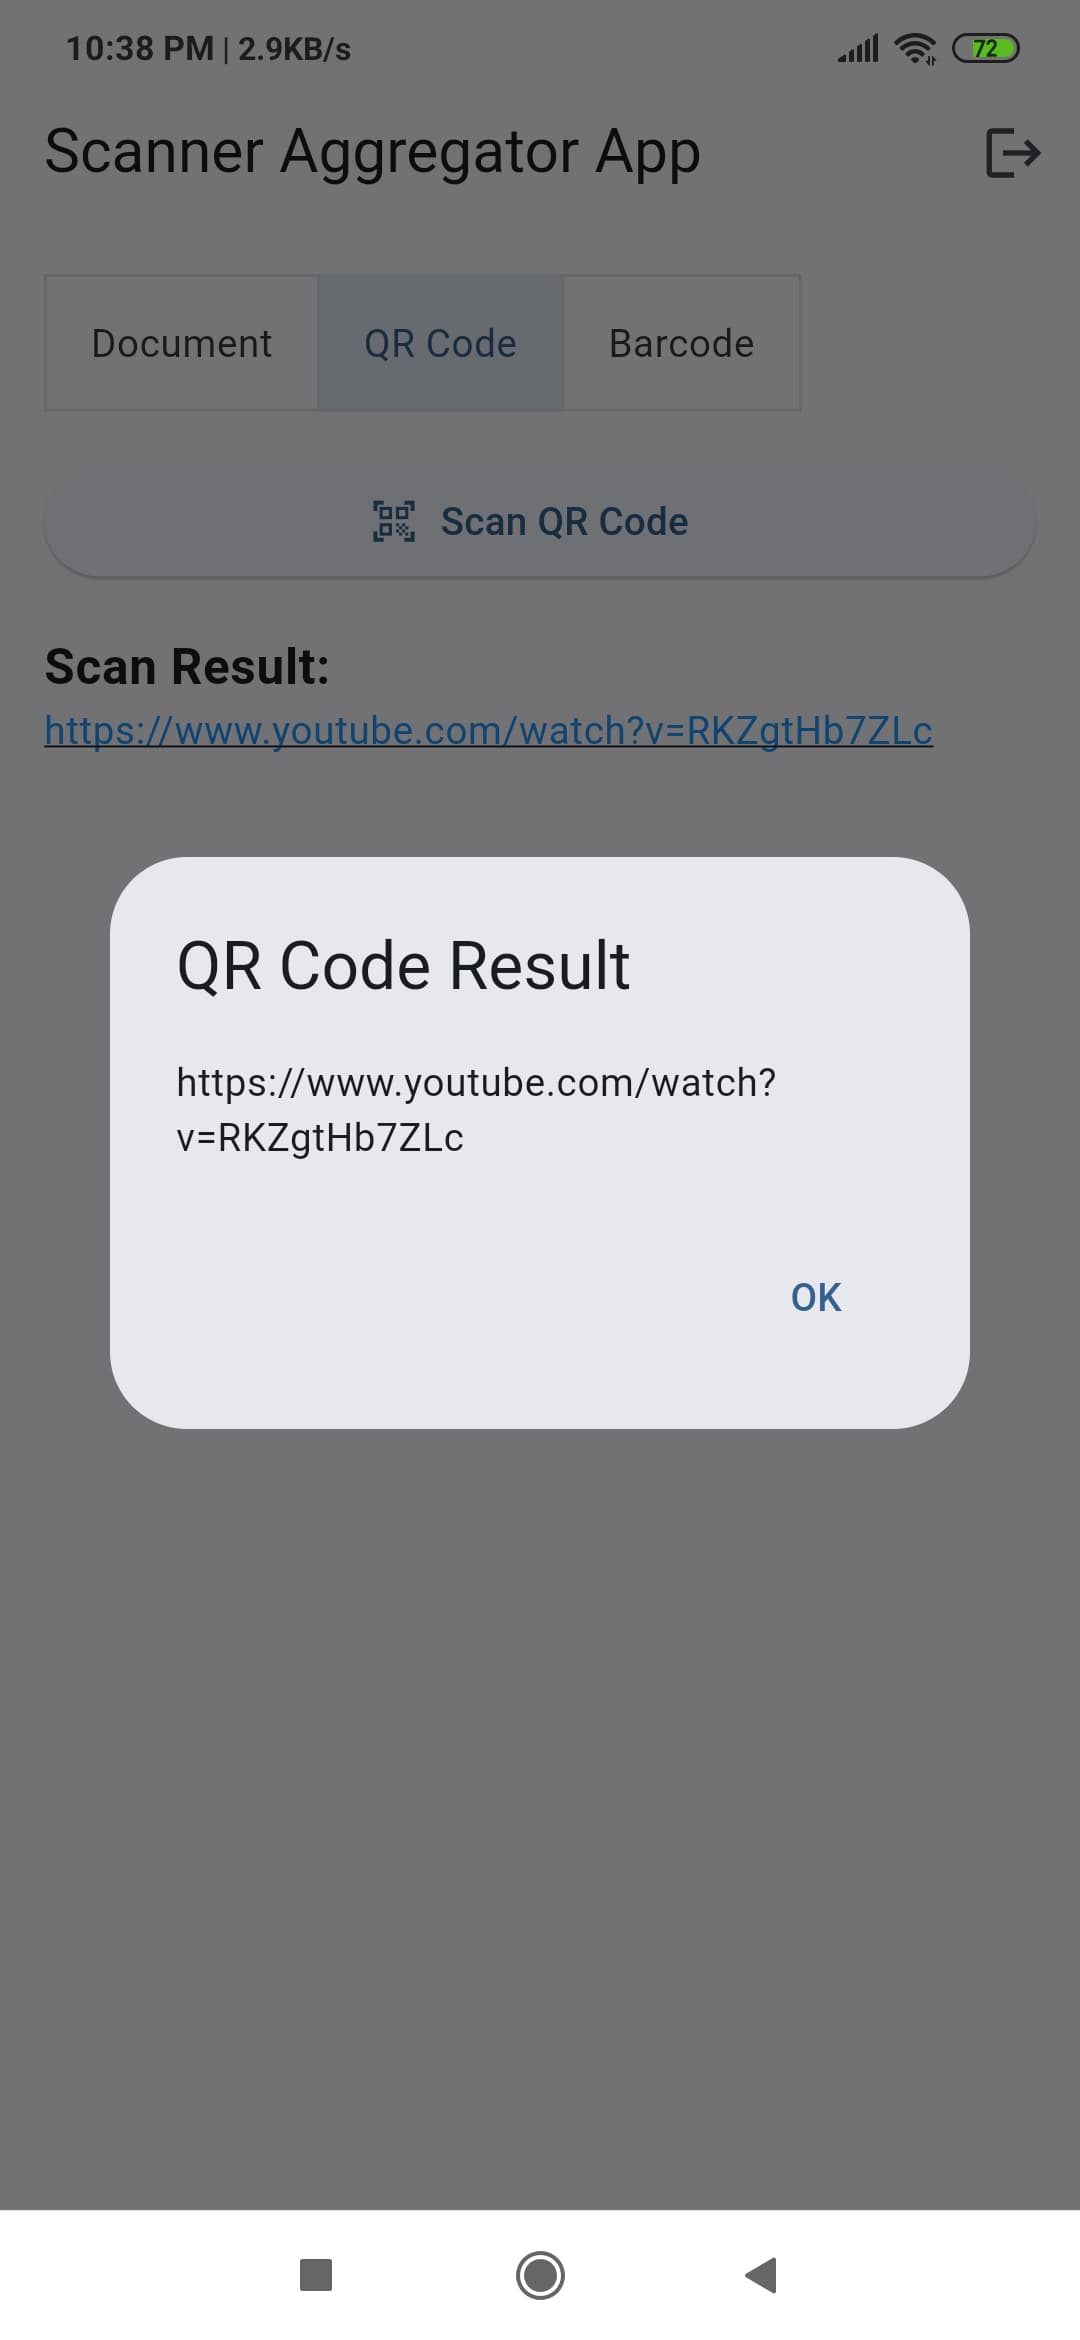 10:38 PM | 2.9KB/s
72
Scanner Aggregator App
Document
QR Code
Barcode
Scan QR Code
Scan Result:
https://www.youtube.com/watch?v=RKZgtHb7ZLc
QR Code Result
https://www.youtube.com/watch?
v=RKZgtHb7ZLc
OK